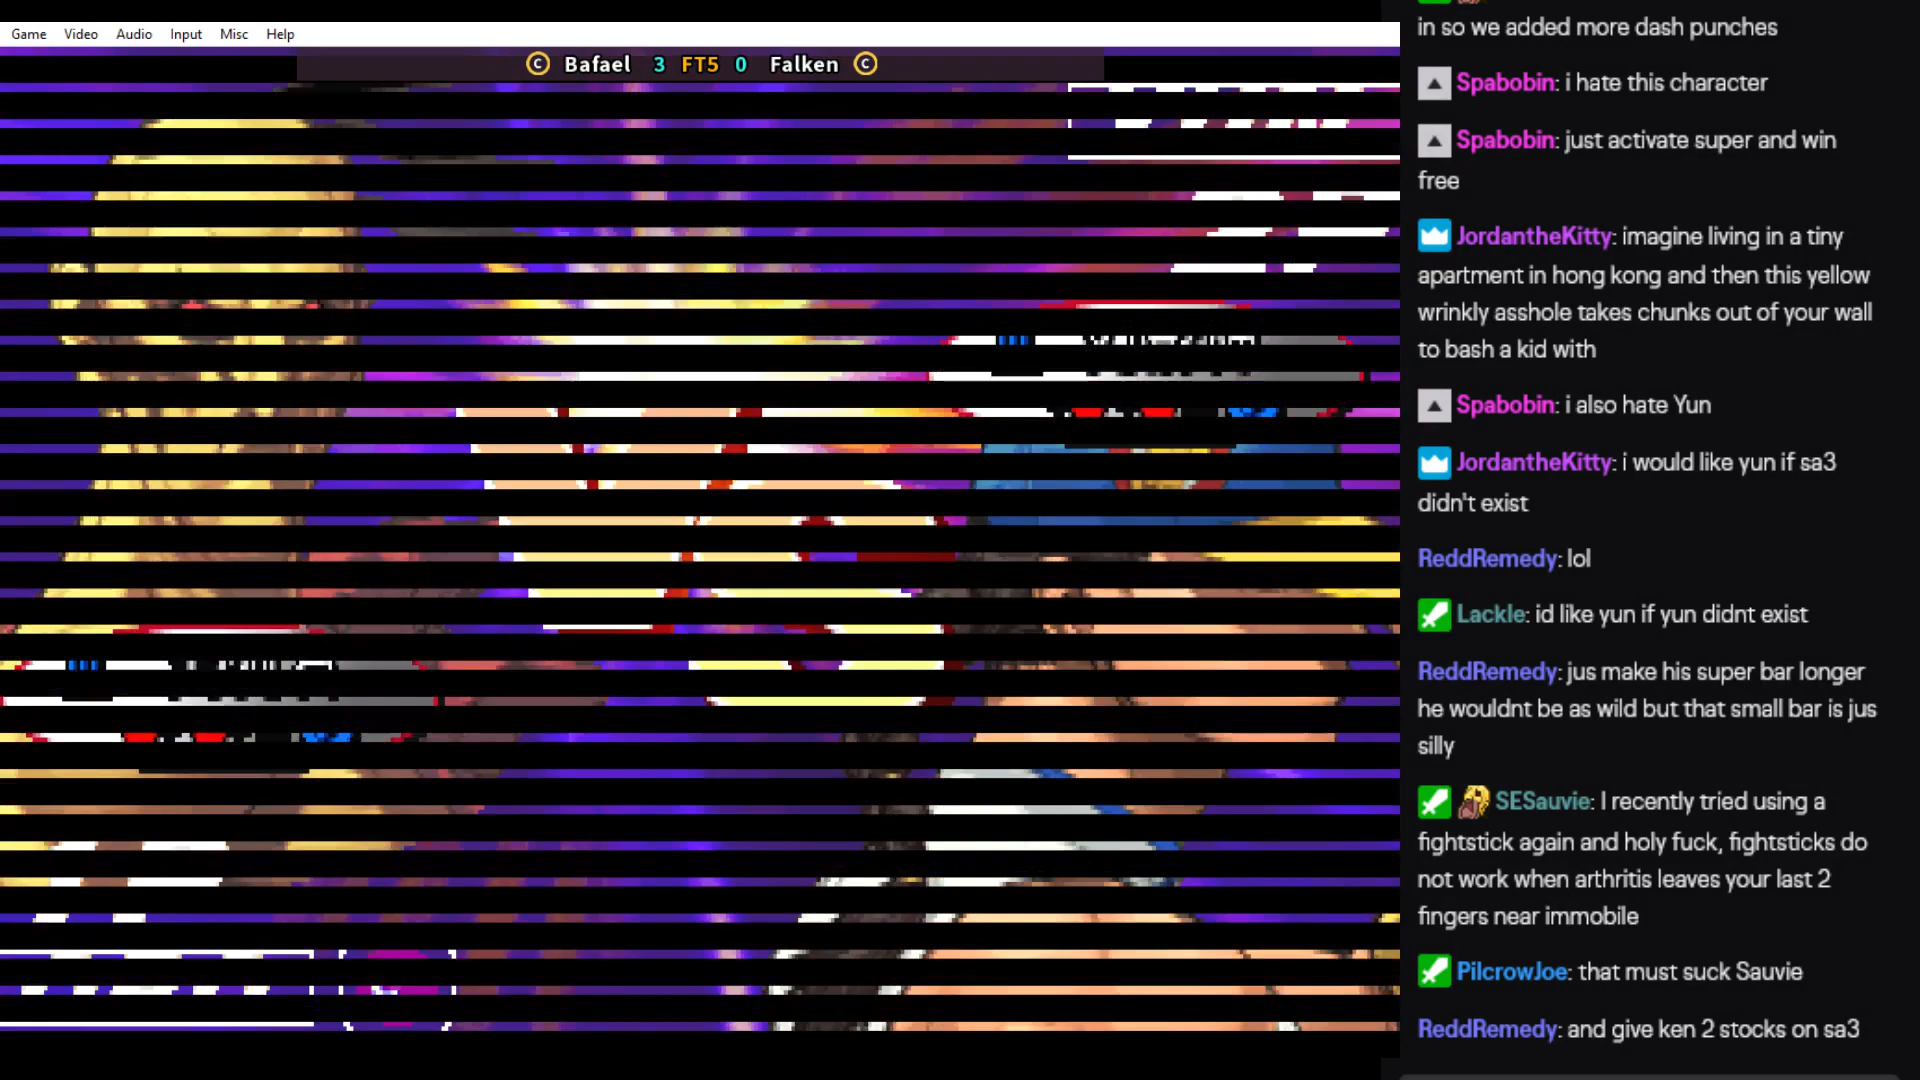 Game Video Audio Input Misc Help
Bafael 3 FT5 0 Falken
in so we added more dash punches
Spabobin: i hate this character
Spabobin: just activate super and win
free
JordantheKitty: imagine living in a tiny
apartment in hong kong and then this yellow
wrinkly asshole takes chunks out of your wall
to bash a kid with
Spabobin: i also hate Yun
JordantheKitty: i would like yun if sa3
didn't exist
ReddRemedy: lol
Lackle: id like yun if yun didnt exist
ReddRemedy: jus make his super bar longer
he wouldnt be as wild but that small bar is jus
silly
SESauvie: I recently tried using a
fightstick again and holy fuck, fightsticks do
not work when arthritis leaves your last 2
fingers near immobile
PilcrowJoe: that must suck Sauvie
ReddRemedy: and give ken 2 stocks on sa3